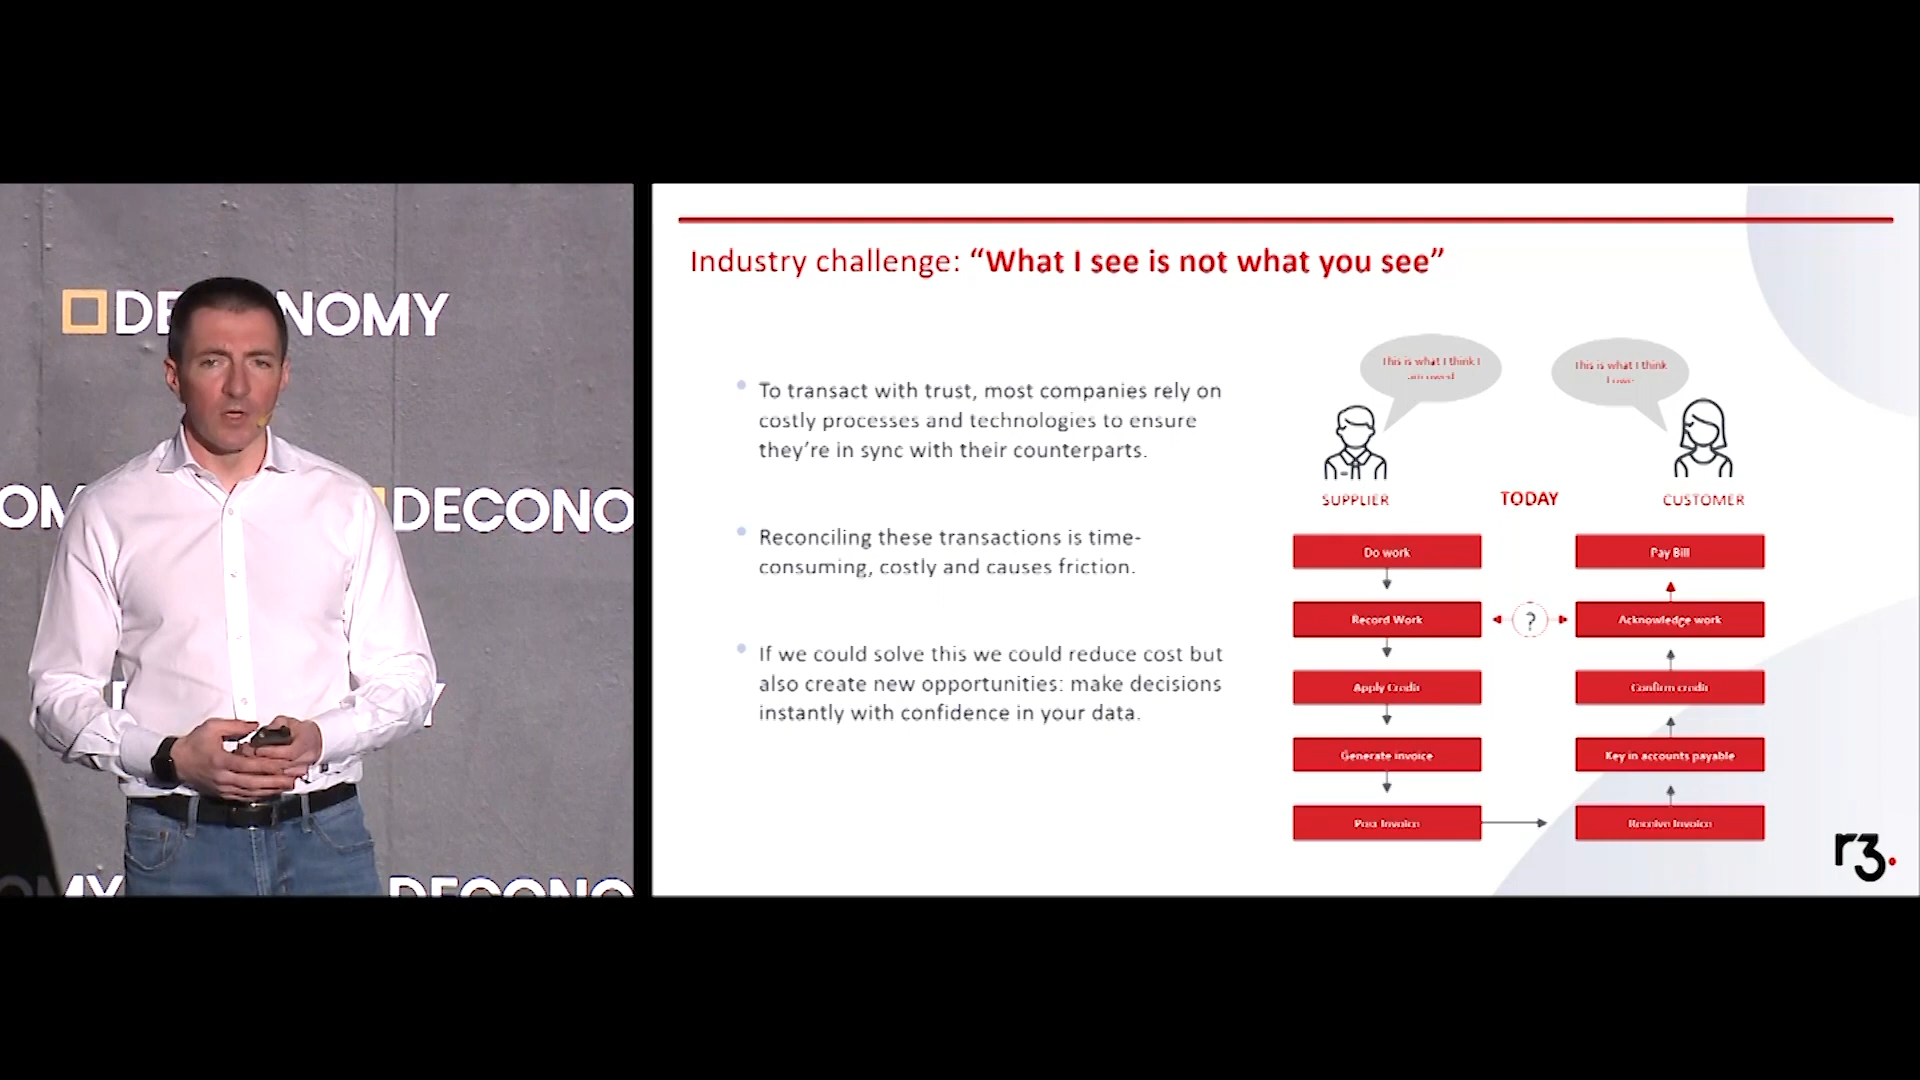 DE NOMY
OM
DECONO
Y
OMY
DECONO
Industry challenge: “What I see is not what you see”
To transact with trust, most companies rely on
costly processes and technologies to ensure
they’re in sync with their counterparts.
Reconciling these transactions is time-
consuming, costly and causes friction.
If we could solve this we could reduce cost but
also create new opportunities: make decisions
instantly with confidence in your data.
This is what I think I
am owed
This is what I think
I owe
SUPPLIER
TODAY
CUSTOMER
Do work
Pay Bill
Record Work
?
Acknowledge work
Apply Credit
Confirm credit
Generate invoice
Key in accounts payable
Post Invoice
Receive Invoice
r3.